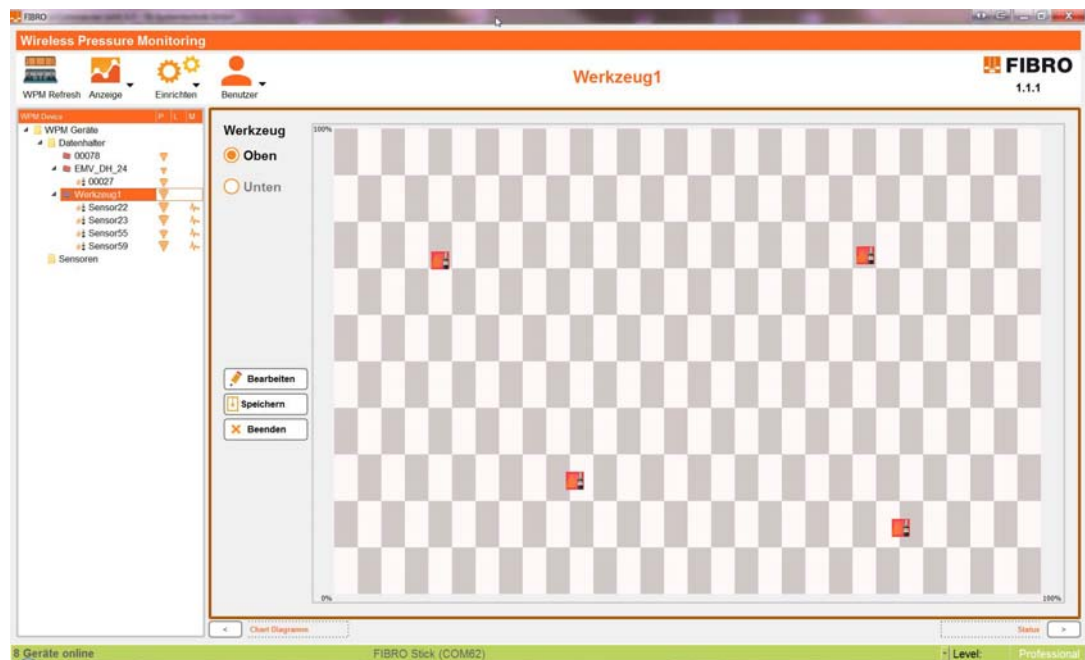 FIBRO
Wireless Pressure Monitoring
WPM Refresh
Anzeige
Einrichten
Benutzer
Werkzeug1
FIBRO
1.1.1
WPM Device P L M
WPM Geräte
Datenhalter
00078
EMV_DH_24
00027
Werkzeug1
Sensor22
Sensor23
Sensor55
Sensor59
Sensoren
Werkzeug
Oben
Unten
Bearbeiten
Speichern
Beenden
100%
0%
100%
< Chart Diagramm
Status >
8 Geräte online
FIBRO Stick (COM62)
Level: Professional